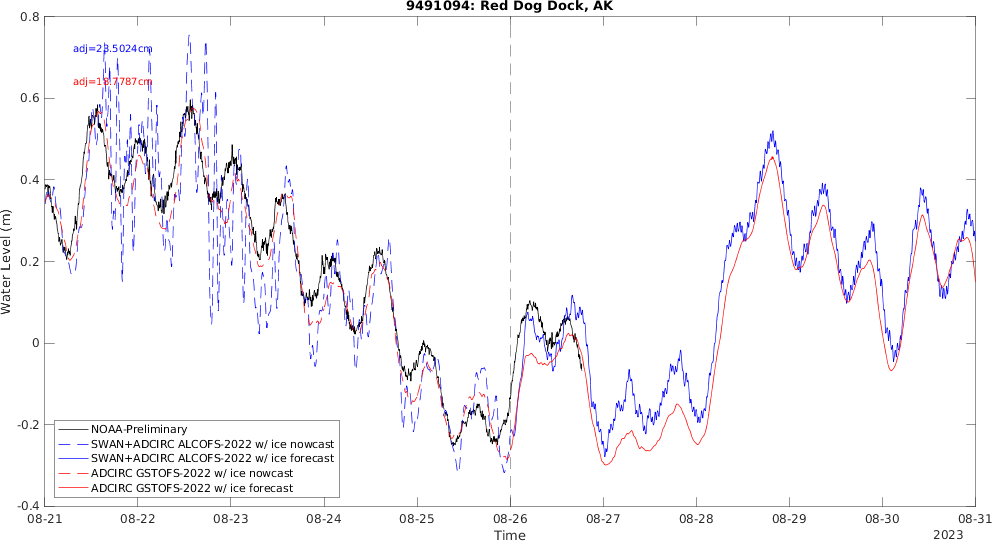 9491094: Red Dog Dock, AK
adj=23.5024cm
adj=18.7787cm
Water Level (m)
0.8
0.6
0.4
0.2
0
-0.2
-0.4
NOAA-Preliminary
SWAN+ADCIRC ALCOFS-2022 w/ ice nowcast
SWAN+ADCIRC ALCOFS-2022 w/ ice forecast
ADCIRC GSTOFS-2022 w/ ice nowcast
ADCIRC GSTOFS-2022 w/ ice forecast
08-21 08-22 08-23 08-24 08-25 08-26 08-27 08-28 08-29 08-30 08-31
Time
2023